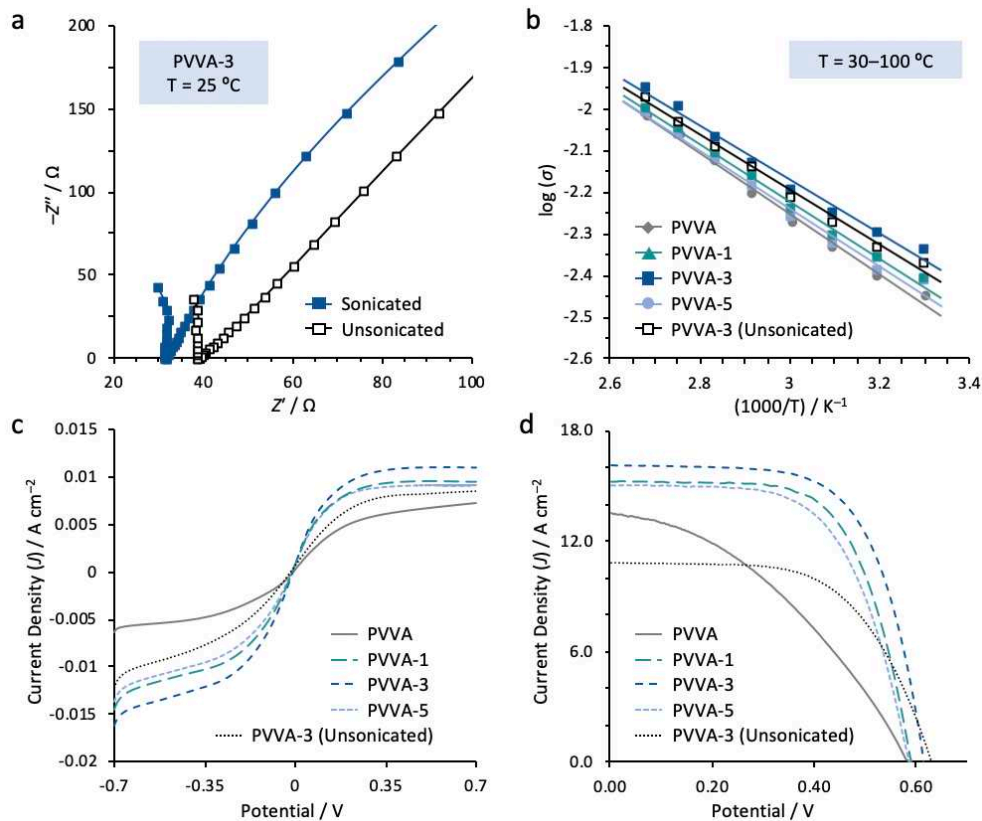 a
PVVA-3
T = 25 ⁰C
-Z″ / Ω
200
150
100
50
0
20
40
60
80
100
Z′ / Ω
Sonicated
Unsonicated
b
T = 30–100 ⁰C
log (σ)
-1.8
-1.9
-2
-2.1
-2.2
-2.3
-2.4
-2.5
-2.6
2.6
2.8
3
3.2
3.4
(1000/T) / K⁻¹
PVVA
PVVA-1
PVVA-3
PVVA-5
PVVA-3 (Unsonicated)
c
Current Density (J) / A cm⁻²
0.015
0.01
0.005
0
-0.005
-0.01
-0.015
-0.02
-0.7
-0.35
0
0.35
0.7
Potential / V
PVVA
PVVA-1
PVVA-3
PVVA-5
PVVA-3 (Unsonicated)
d
Current Density (J) / A cm⁻²
18.0
12.0
6.0
0.0
0.00
0.20
0.40
0.60
Potential / V
PVVA
PVVA-1
PVVA-3
PVVA-5
PVVA-3 (Unsonicated)